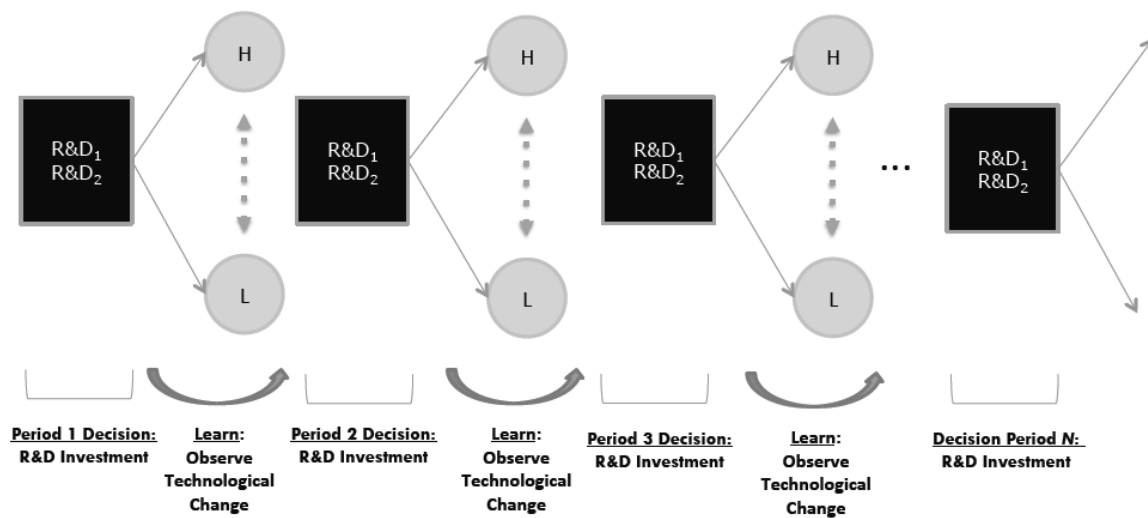 H
H
H
R&D1
R&D2
R&D1
R&D2
R&D1
R&D2
...
R&D1
R&D2
L
L
L
Period 1 Decision:
R&D Investment
Learn:
Observe
Technological
Change
Period 2 Decision:
R&D Investment
Learn:
Observe
Technological
Change
Period 3 Decision:
R&D Investment
Learn:
Observe
Technological
Change
Decision Period N:
R&D Investment